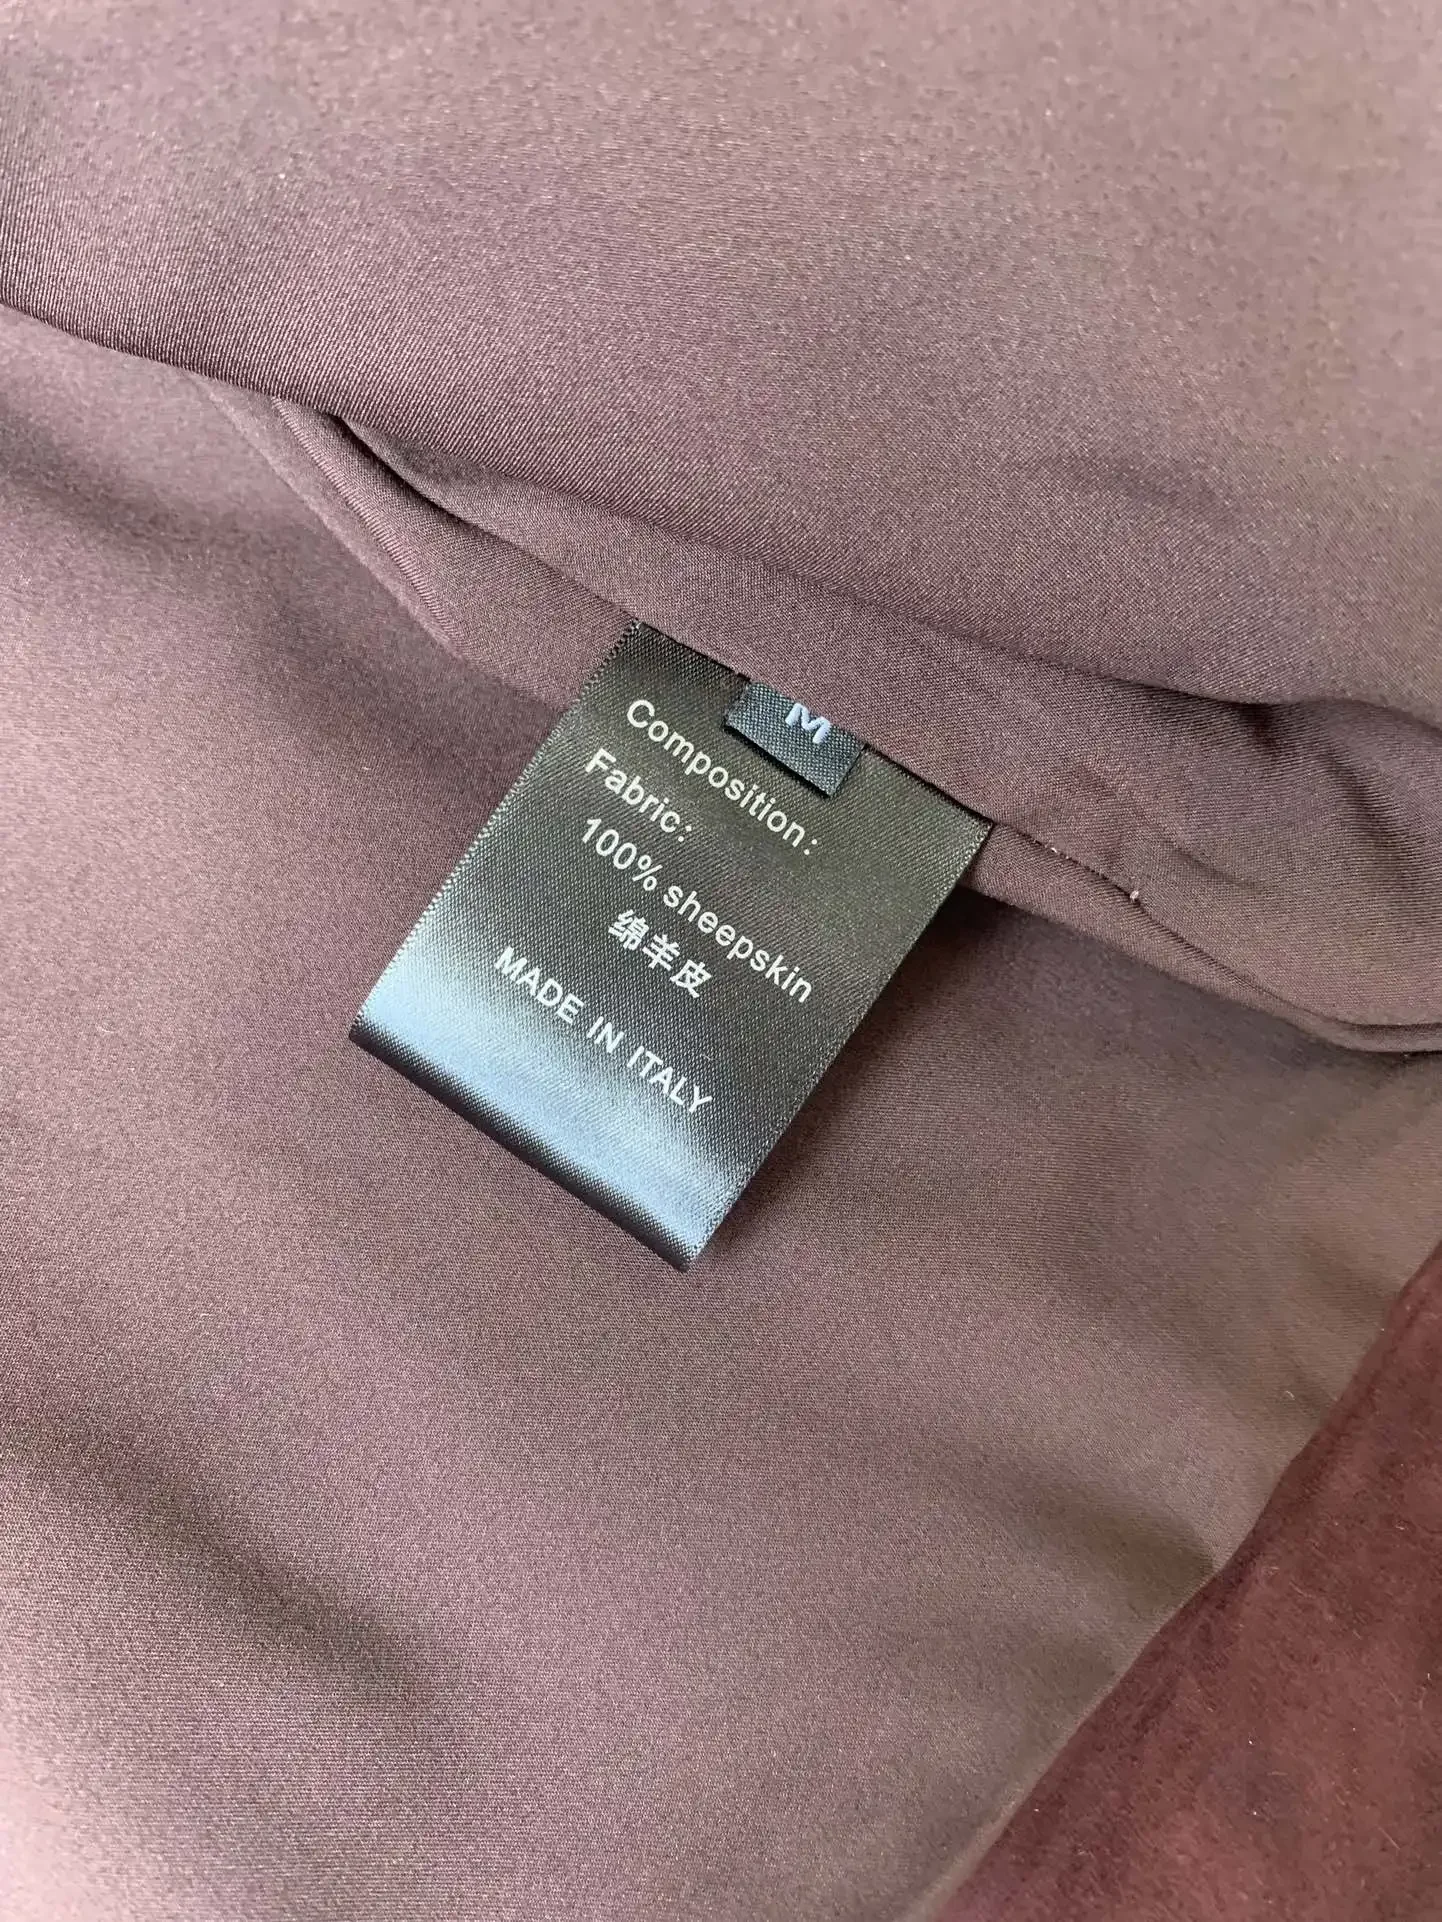 M
Composition:
Fabric:
100% sheepskin
绵羊皮
MADE IN ITALY